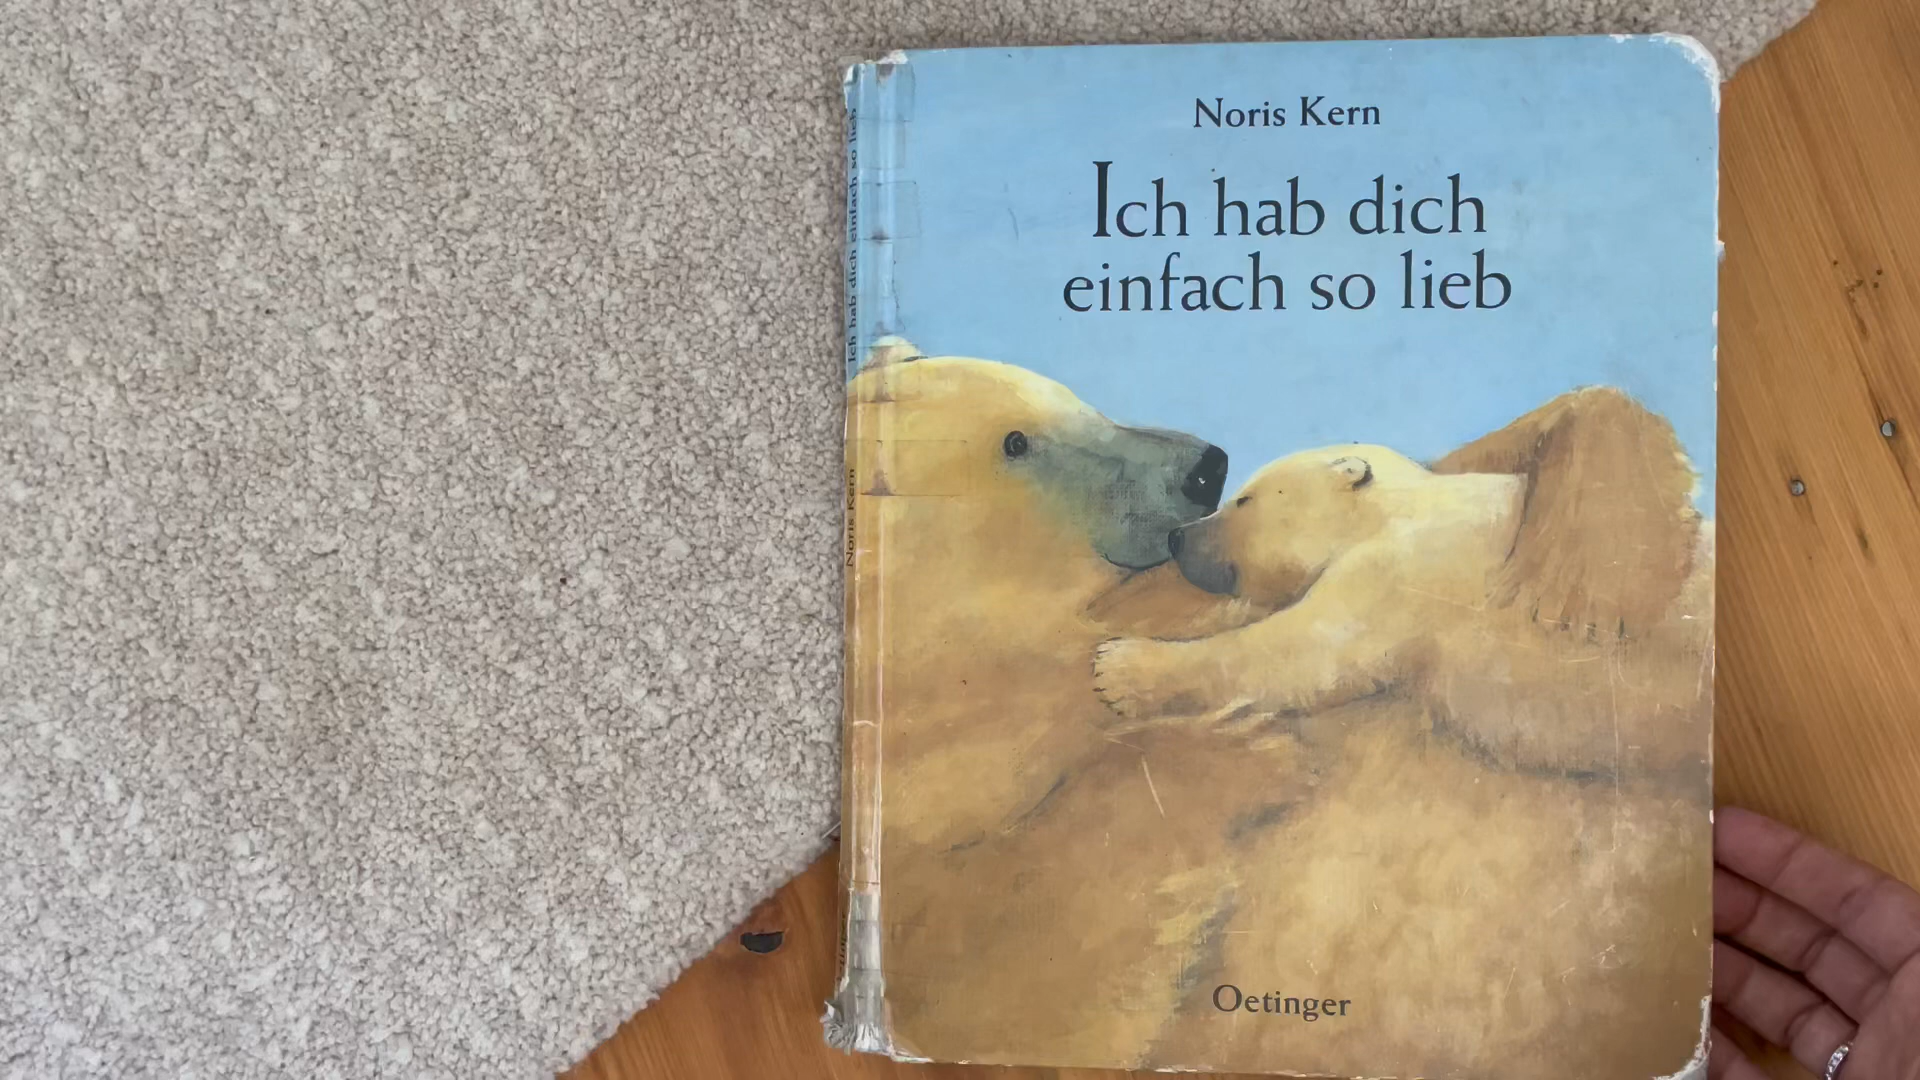 Noris Kern
Ich hab dich
einfach so lieb
Oetinger
Noris Kern Ich hab dich einfach so lieb